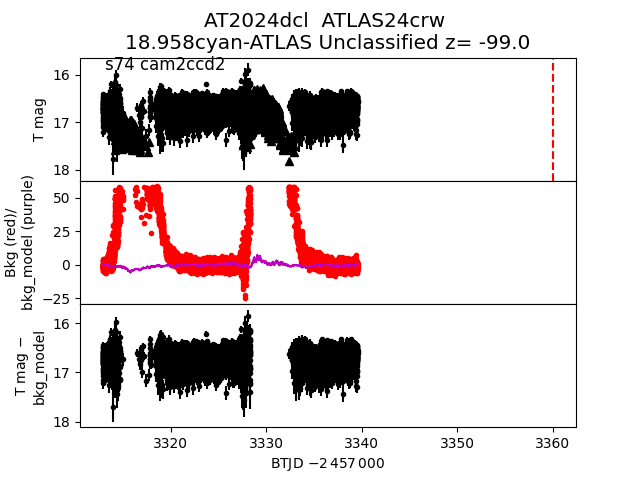 AT2024dcl  ATLAS24crw
18.958cyan-ATLAS Unclassified z= -99.0
s74 cam2ccd2
16
17
18
T mag
50
25
0
−25
Bkg (red)/
bkg_model (purple)
16
17
18
T mag −
bkg_model
3320
3330
3340
3350
3360
BTJD −2 457 000